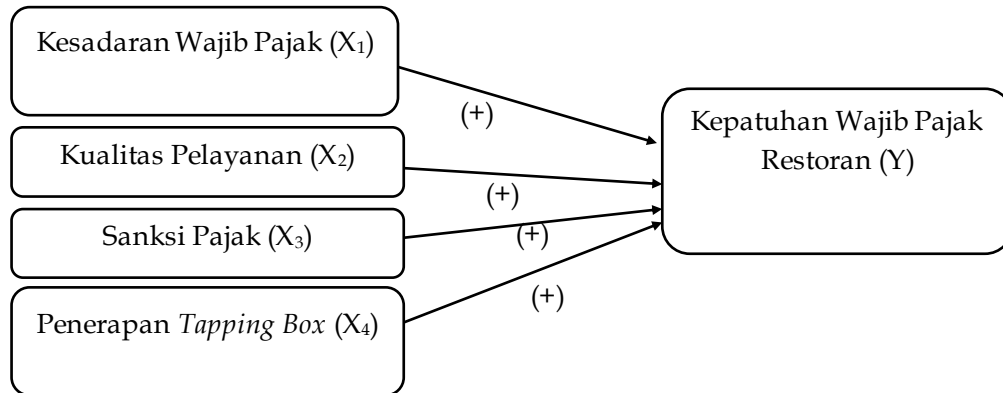 Kesadaran Wajib Pajak (X₁)
(+)
Kepatuhan Wajib Pajak
Restoran (Y)
Kualitas Pelayanan (X₂)
(+)
Sanksi Pajak (X₃)
(+)
Penerapan Tapping Box (X₄)
(+)